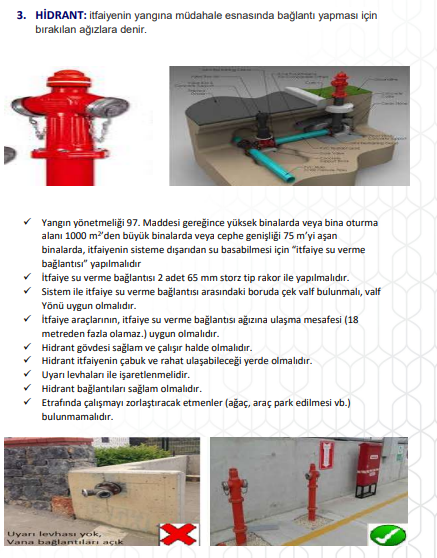 3. HİDRANT: itfaiyenin yangına müdahale esnasında bağlantı yapması için
bırakılan ağızlara denir.
✓ Yangın yönetmeliği 97. Maddesi gereğince yüksek binalarda veya bina oturma
alanı 1000 m²'den büyük binalarda veya cephe genişliği 75 m'yi aşan
binalarda, itfaiyenin sisteme dışarıdan su basabilmesi için “itfaiye su verme
bağlantısı” yapılmalıdır
✓ İtfaiye su verme bağlantısı 2 adet 65 mm storz tip rakor ile yapılmalıdır.
✓ Sistem ile itfaiye su verme bağlantısı arasındaki boruda çek valf bulunmalı, valf
Yönü uygun olmalıdır.
✓ İtfaiye araçlarının, itfaiye su verme bağlantısı ağızına ulaşma mesafesi (18
metreden fazla olamaz.) uygun olmalıdır.
✓ Hidrant gövdesi sağlam ve çalışır halde olmalıdır.
✓ Hidrant itfaiyenin çabuk ve rahat ulaşabileceği yerde olmalıdır.
✓ Uyarı levhaları ile işaretlenmelidir.
✓ Hidrant bağlantıları sağlam olmalıdır.
✓ Etrafında çalışmayı zorlaştıracak etmenler (ağaç, araç park edilmesi vb.)
bulunmamalıdır.
Uyarı levhası yok,
Vana bağlantıları açık